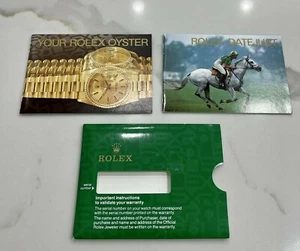 YOUR ROLEX OYSTER
ROLEX DATEJUST
ROLEX
serial number
Important instructions
to validate your warranty
The serial number on your watch must correspond
with the serial number printed on the warranty.
The name and address of Purchaser, date of
purchase and name and address of the Official
Rolex Jeweler must be written on the warranty.